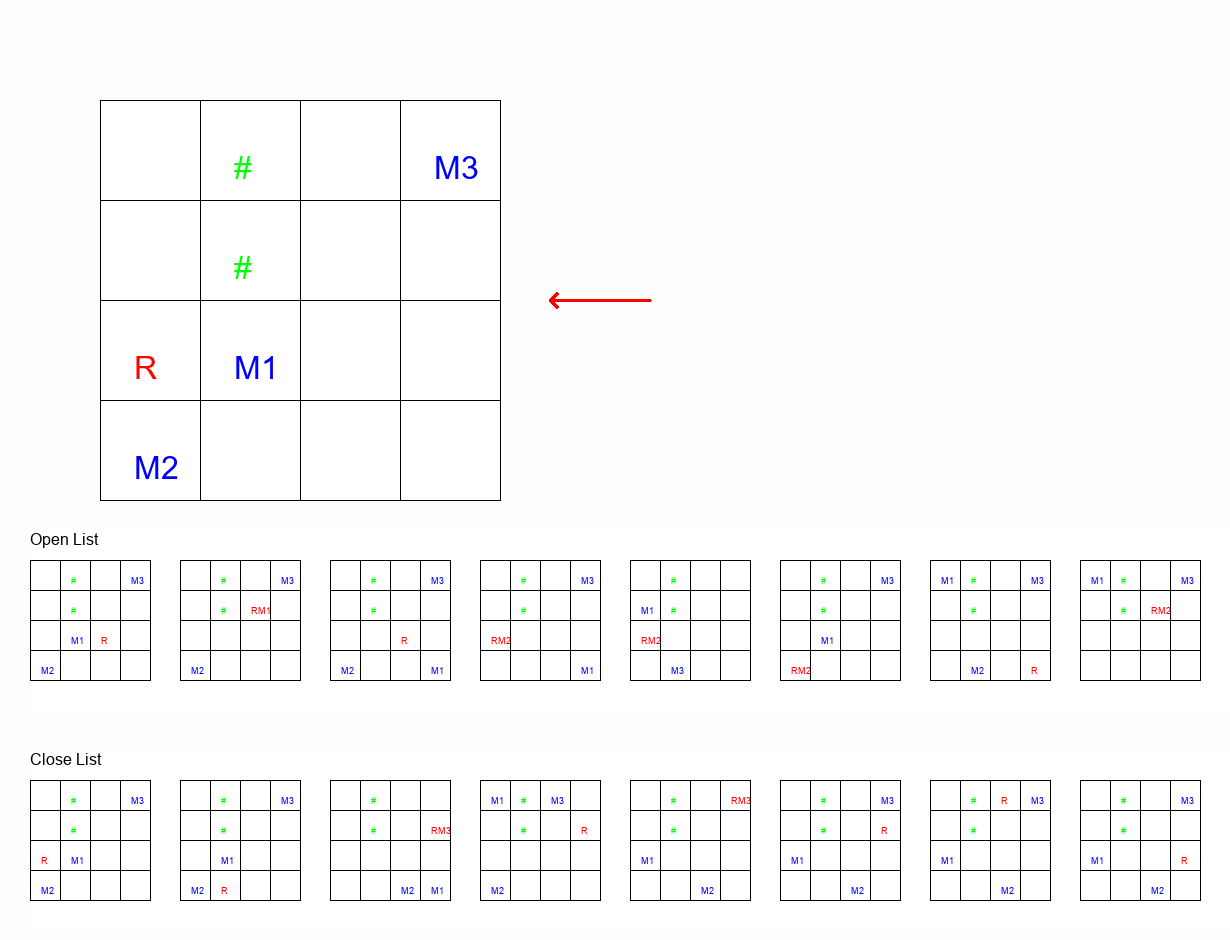 # M3
#
R M1
M2
Open List
# M3 # M3 # M3 # M3 # # M3 M1 # M3 M1 # M3
# # RM1 # # M1 # # # # RM2
M1 R R RM2 RM2 M1
M2 M2 M2 M1 M1 M3 RM2 M2 R
Close List
# M3 # M3 # M1 # M3 # RM3 # M3 # R M3 # M3
# # # RM3 # R # # R # #
R M1 M1 M1 M1 M1 M1 R
M2 M2 R M2 M1 M2 M2 M2 M2 M2